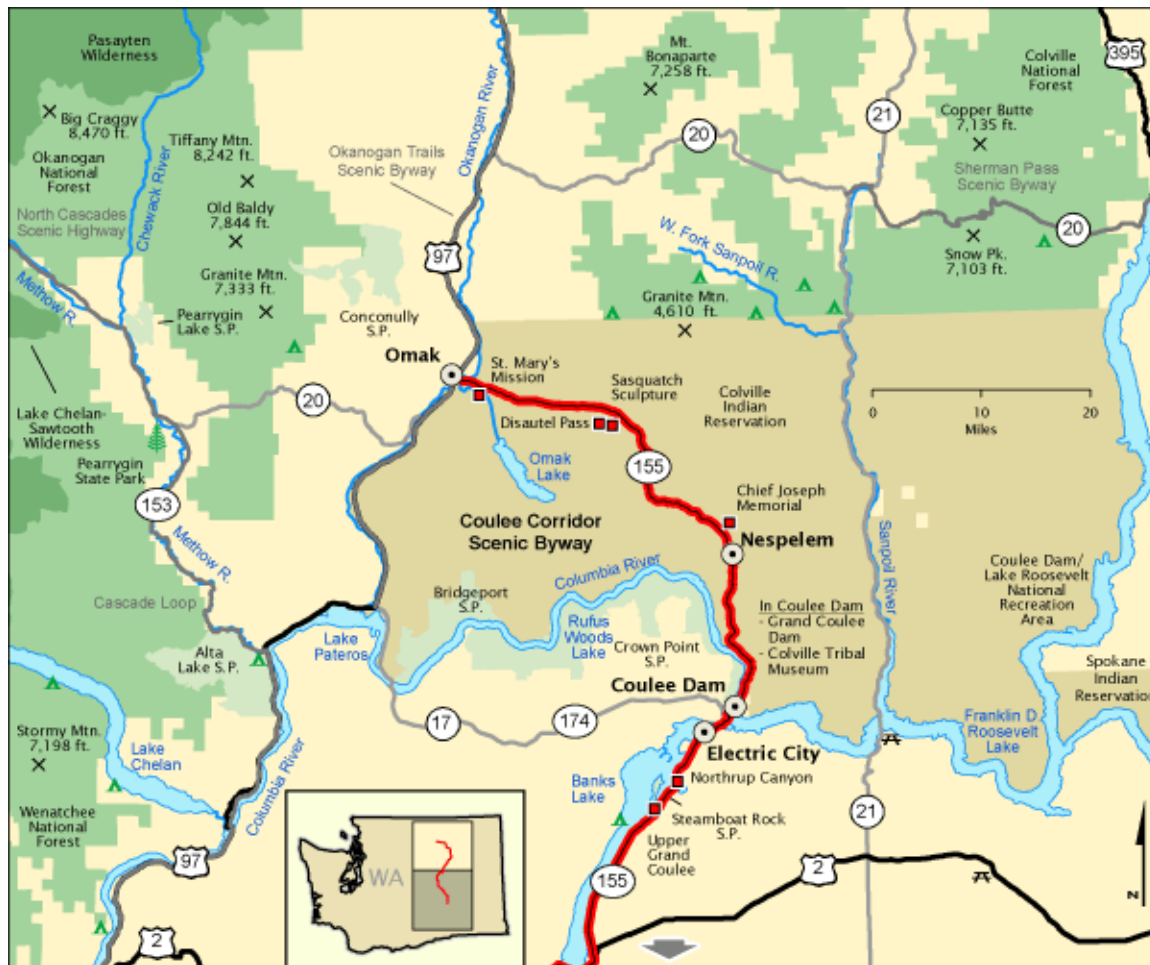 Pasayten
Wilderness
Big Craggy
8,470 ft.
Okanogan
National
Forest
North Cascades
Scenic Highway
Chewack River
Tiffany Mtn.
8,242 ft.
Old Baldy
7,844 ft.
Granite Mtn.
7,333 ft.
Okanogan Trails
Scenic Byway
Okanogan River
97
Mt.
Bonaparte
7,258 ft.
20
21
395
Colville
National
Forest
Copper Butte
7,135 ft.
Sherman Pass
Scenic Byway
20
Snow Pk.
7,103 ft.
W. Fork Sanpoil R.
Granite Mtn.
4,610 ft.
Methow R.
Pearrygin
Lake S.P.
Conconully
S.P.
Omak
St. Mary's
Mission
Sasquatch
Sculpture
Disautel Pass
Colville
Indian
Reservation
0
10
20
Miles
Lake Chelan-
Sawtooth
Wilderness
20
Pearrygin
State Park
153
Omak
Lake
155
Chief Joseph
Memorial
Nespelem
Coulee Corridor
Scenic Byway
Methow R.
Cascade Loop
Columbia River
Sanpoil River
Coulee Dam/
Lake Roosevelt
National
Recreation
Area
Bridgeport
S.P.
Rufus
Woods
Lake
In Coulee Dam
- Grand Coulee
Dam
- Colville Tribal
Museum
Crown Point
S.P.
Lake
Pateros
Alta
Lake S.P.
Spokane
Indian
Reservation
Coulee Dam
17
174
Franklin D.
Roosevelt
Lake
Stormy Mtn.
7,198 ft.
Lake
Chelan
Columbia River
Electric City
Banks
Lake
Northrup Canyon
Steamboat Rock
S.P.
Upper
Grand
Coulee
21
Wenatchee
National
Forest
97
2
WA
155
2
N